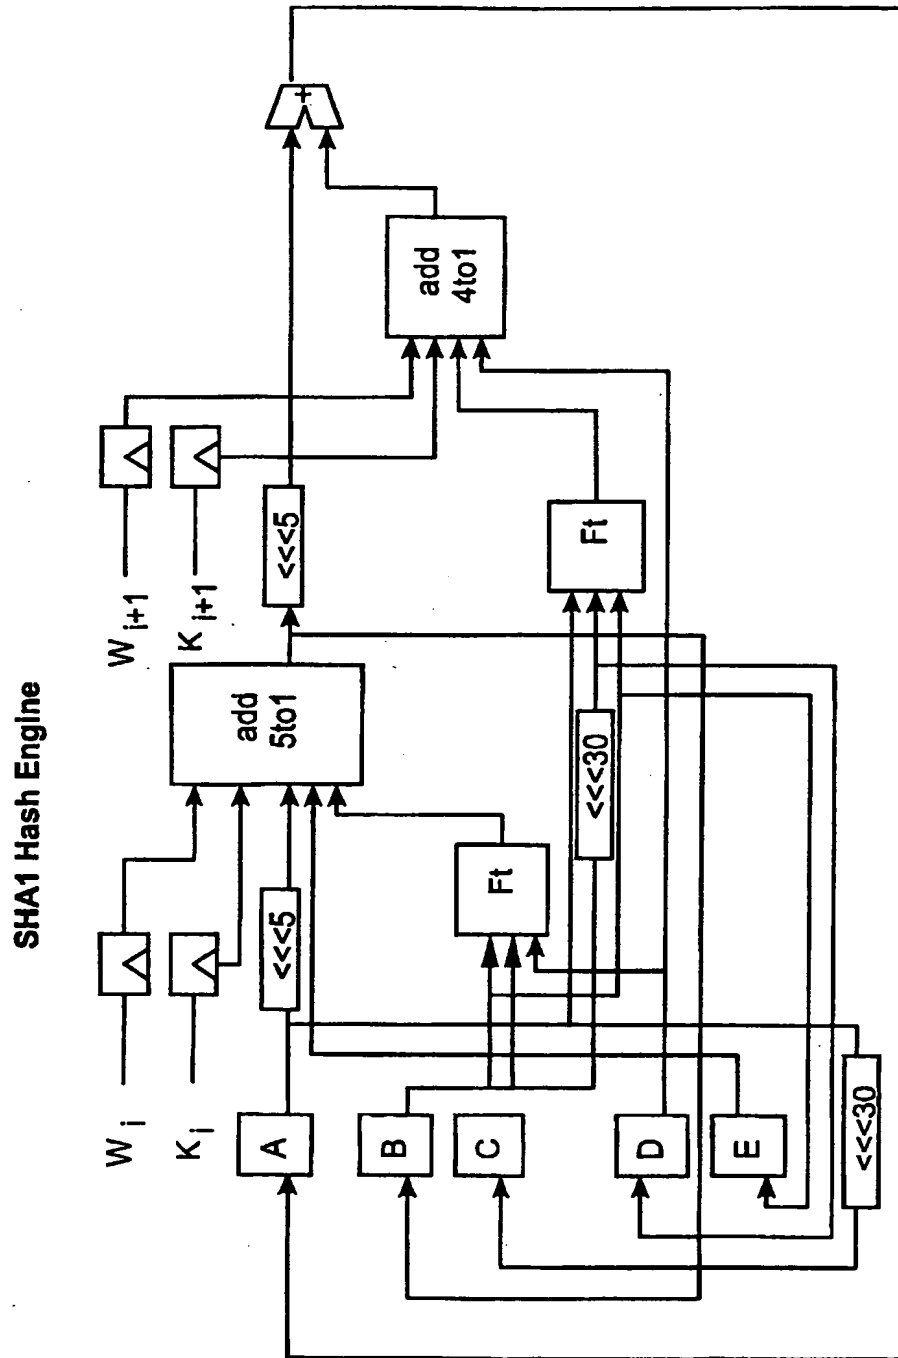 SHA1 Hash Engine
W i
K i
W i+1
K i+1
A
B
C
D
E
<<<5
<<<30
Ft
add
5to1
<<<30
<<<5
Ft
add
4to1
+